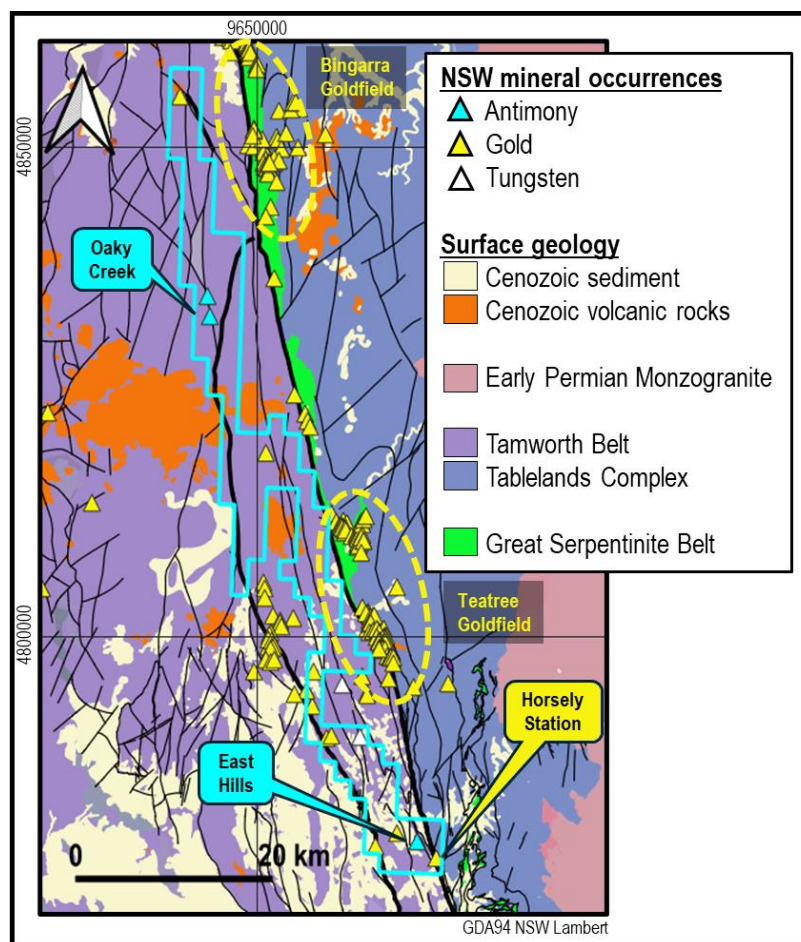 9650000
Bingarra
Goldfield
4850000
Oaky
Creek
4800000
Teatree
Goldfield
Horsely
Station
East
Hills
0 20 km
GDA94 NSW Lambert
NSW mineral occurrences
Antimony
Gold
Tungsten
Surface geology
Cenozoic sediment
Cenozoic volcanic rocks
Early Permian Monzogranite
Tamworth Belt
Tablelands Complex
Great Serpentinite Belt